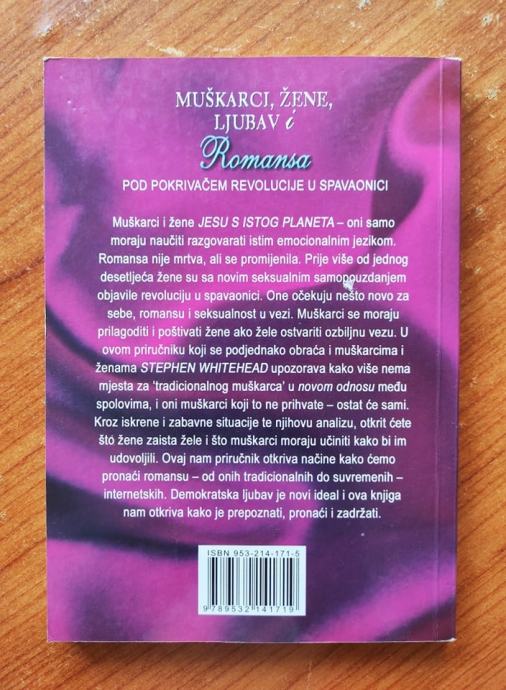 MUŠKARCI, ŽENE,
LJUBAV i
Romansa
POD POKRIVAČEM REVOLUCIJE U SPAVAONICI
Muškarci i žene JESU S ISTOG PLANETA – oni samo
moraju naučiti razgovarati istim emocionalnim jezikom.
Romansa nije mrtva, ali se promijenila. Prije više od jednog
desetljeća žene su sa novim seksualnim samopouzdanjem
objavile revoluciju u spavaonici. One očekuju nešto novo za
sebe, romansu i seksualnost u vezi. Muškarci se moraju
prilagoditi i poštivati žene ako žele ostvariti ozbiljnu vezu. U
ovom priručniku koji se podjednako obraća i muškarcima i
ženama STEPHEN WHITEHEAD upozorava kako više nema
mjesta za 'tradicionalnog muškarca' u novom odnosu među
spolovima, i oni muškarci koji to ne prihvate – ostat će sami.
Kroz iskrene i zabavne situacije te njihovu analizu, otkrit ćete
što žene zaista žele i što muškarci moraju učiniti kako bi im
udovoljili. Ovaj nam priručnik otkriva načine kako ćemo
pronaći romansu – od onih tradicionalnih do suvremenih –
internetskih. Demokratska ljubav je novi ideal i ova knjiga
nam otkriva kako je prepoznati, pronaći i zadržati.
ISBN 953-214-171-5
9 789532 141719